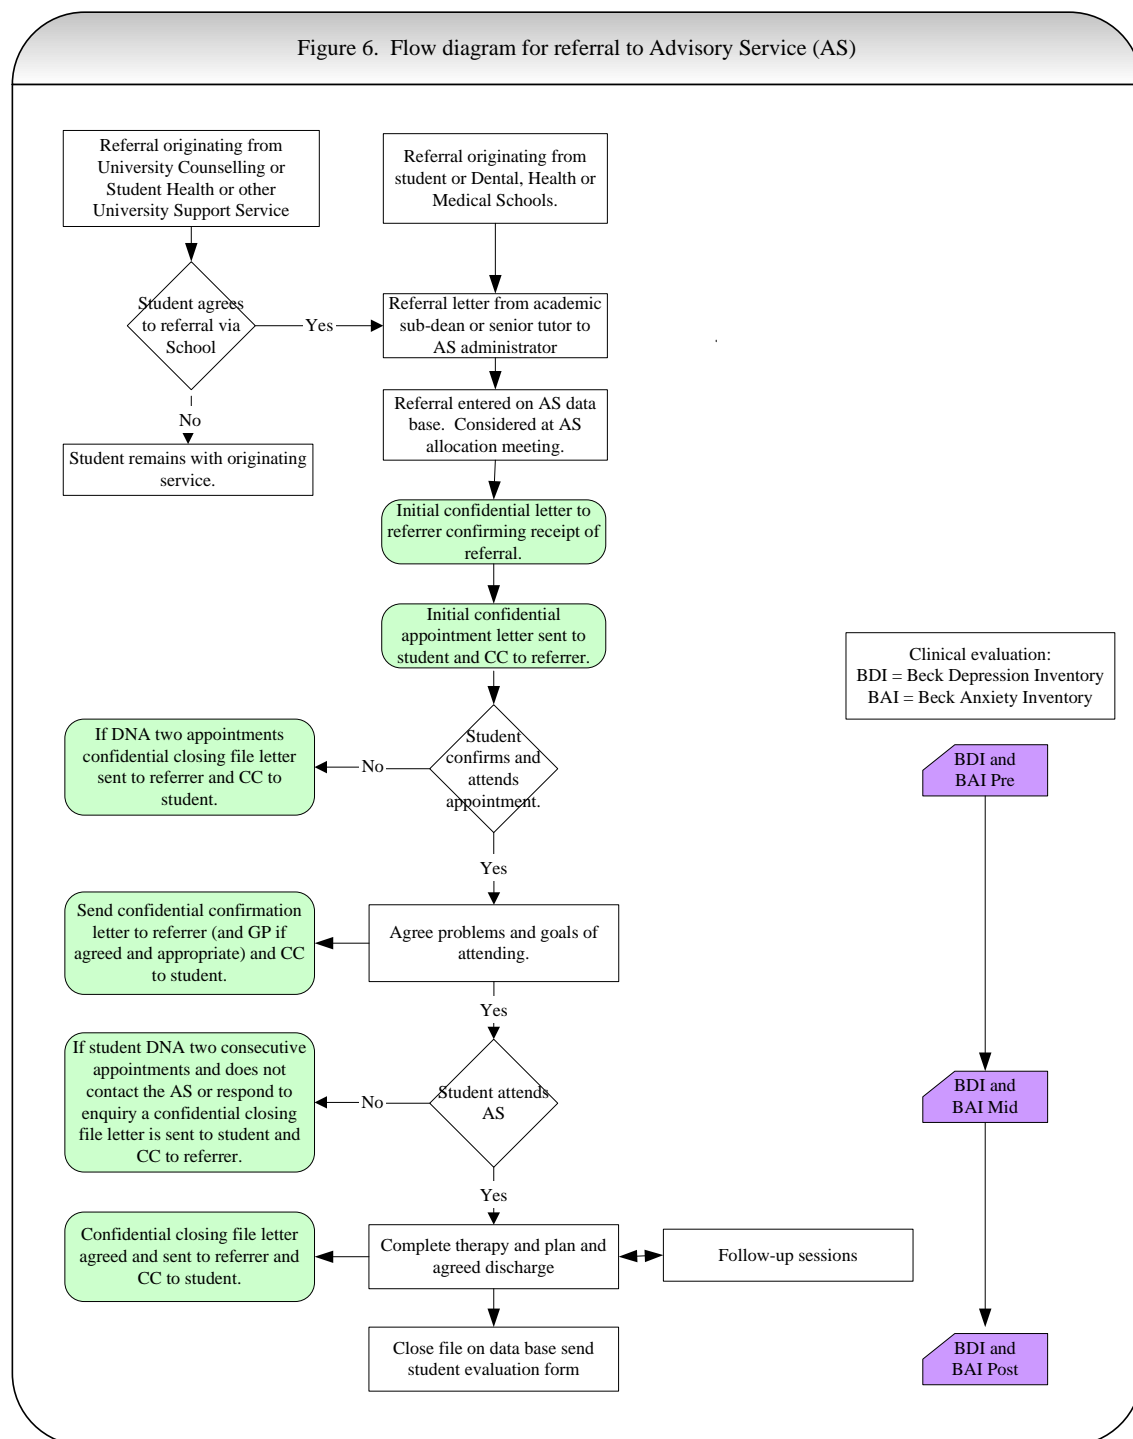 Figure 6.  Flow diagram for referral to Advisory Service (AS)
Referral originating from
University Counselling or
Student Health or other
University Support Service
Referral originating from
student or Dental, Health or
Medical Schools.
Student agrees
to referral via
School
Yes
Referral letter from academic
sub-dean or senior tutor to
AS administrator
No
Student remains with originating
service.
Referral entered on AS data
base.  Considered at AS
allocation meeting.
Initial confidential letter to
referrer confirming receipt of
referral.
Initial confidential
appointment letter sent to
student and CC to referrer.
Clinical evaluation:
BDI = Beck Depression Inventory
BAI = Beck Anxiety Inventory
If DNA two appointments
confidential closing file letter
sent to referrer and CC to
student.
No
Student
confirms and
attends
appointment.
BDI and
BAI Pre
Yes
Send confidential confirmation
letter to referrer (and GP if
agreed and appropriate) and CC
to student.
Agree problems and goals of
attending.
Yes
If student DNA two consecutive
appointments and does not
contact the AS or respond to
enquiry a confidential closing
file letter is sent to student and
CC to referrer.
No
Student attends
AS
BDI and
BAI Mid
Yes
Confidential closing file letter
agreed and sent to referrer and
CC to student.
Complete therapy and plan and
agreed discharge
Follow-up sessions
Close file on data base send
student evaluation form
BDI and
BAI Post